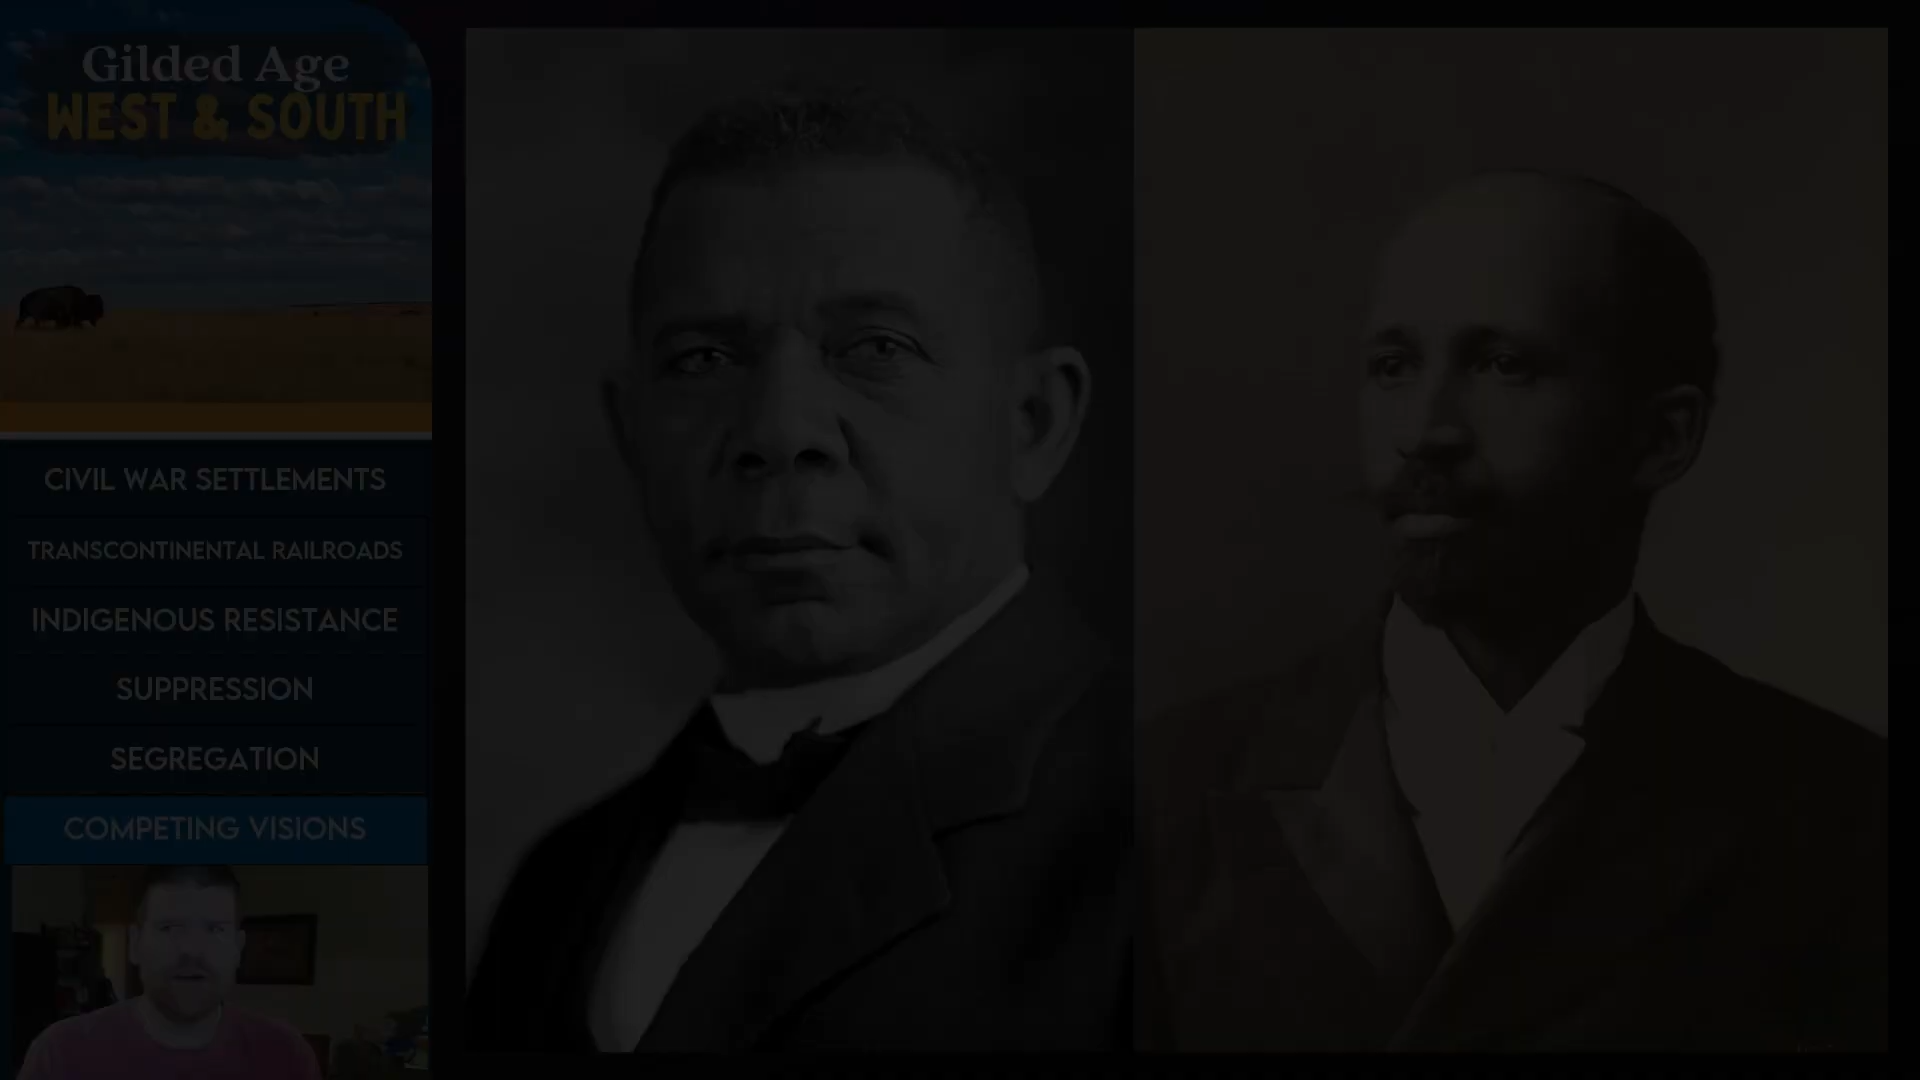 Gilded Age
WEST & SOUTH
CIVIL WAR SETTLEMENTS
TRANSCONTINENTAL RAILROADS
INDIGENOUS RESISTANCE
SUPPRESSION
SEGREGATION
COMPETING VISIONS